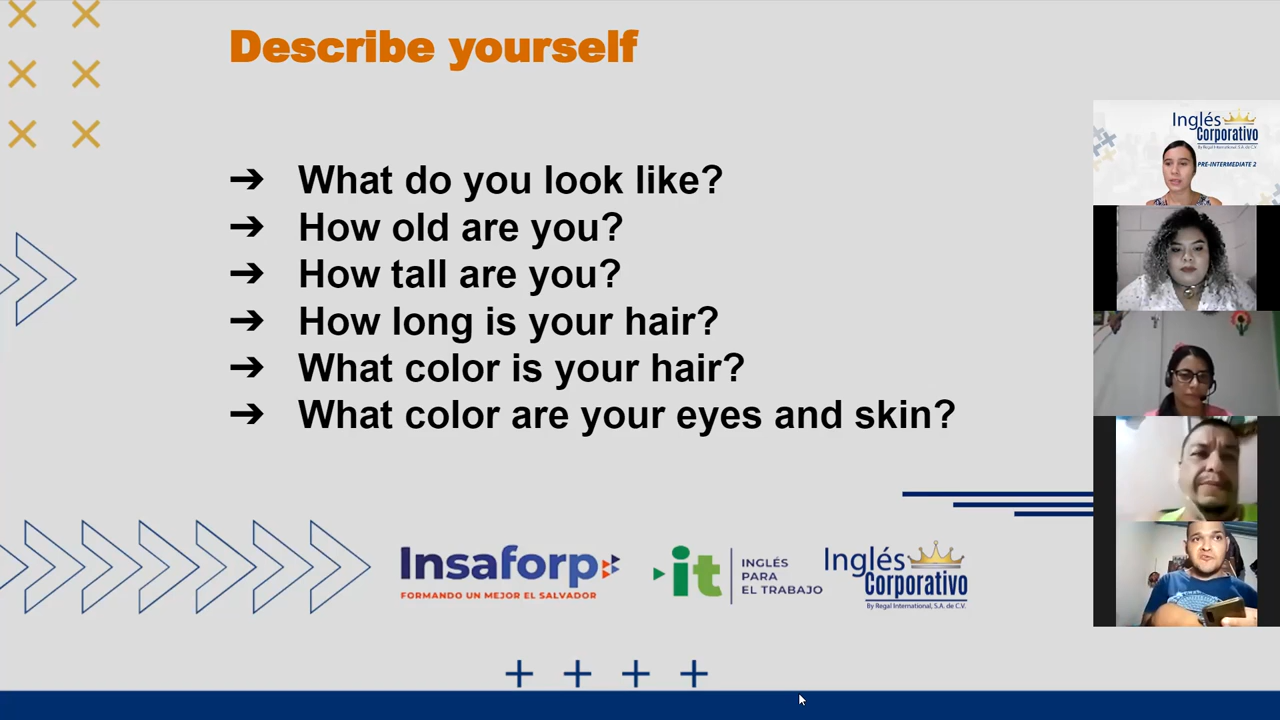 Describe yourself
➔ What do you look like?
➔ How old are you?
➔ How tall are you?
➔ How long is your hair?
➔ What color is your hair?
➔ What color are your eyes and skin?
Inglés
Corporativo
By Regal International, S.A. de C.V.
PRE-INTERMEDIATE 2
Insaforp
FORMANDO UN MEJOR EL SALVADOR
it
INGLÉS
PARA
EL TRABAJO
Inglés
Corporativo
By Regal International, S.A. de C.V.